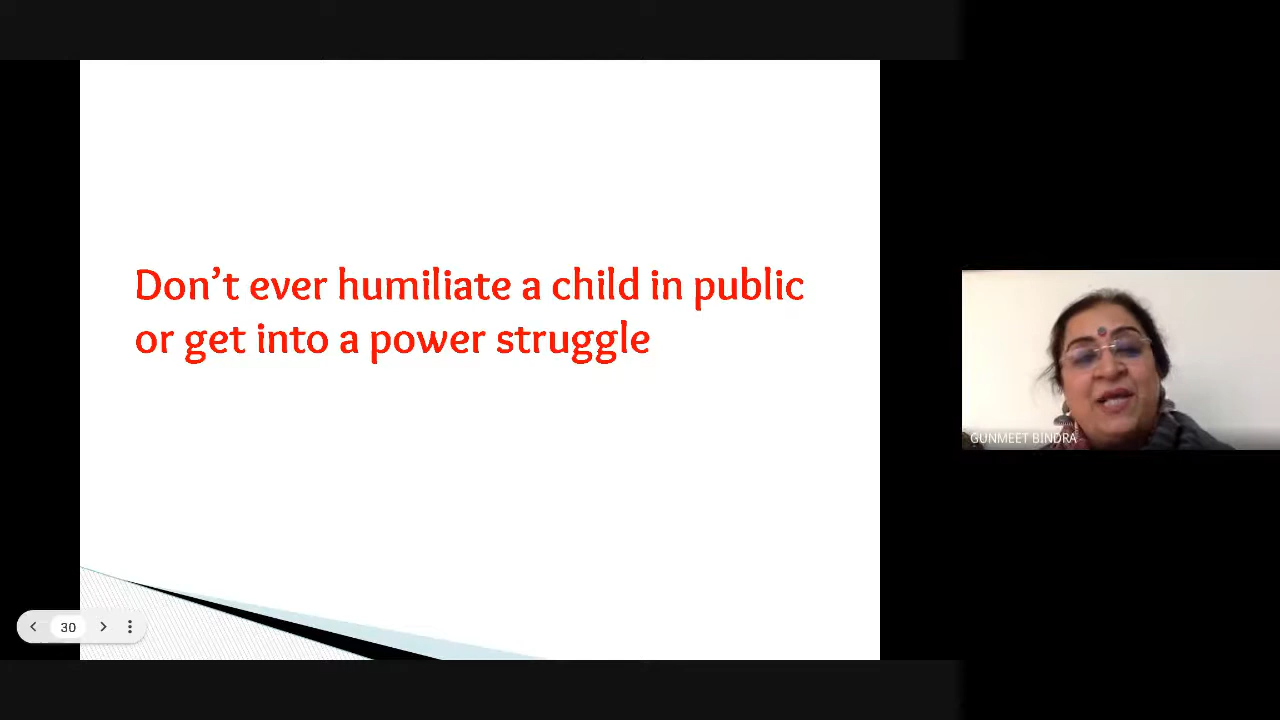 Don’t ever humiliate a child in public
or get into a power struggle
GUNMEET BINDRA
30